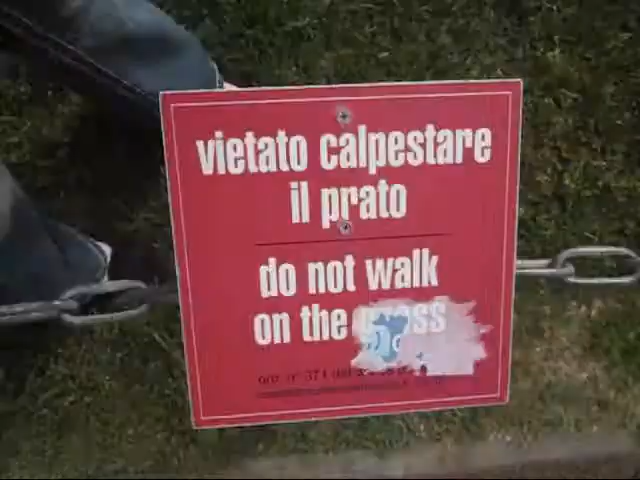 vietato calpestare
il prato
do not walk
on the